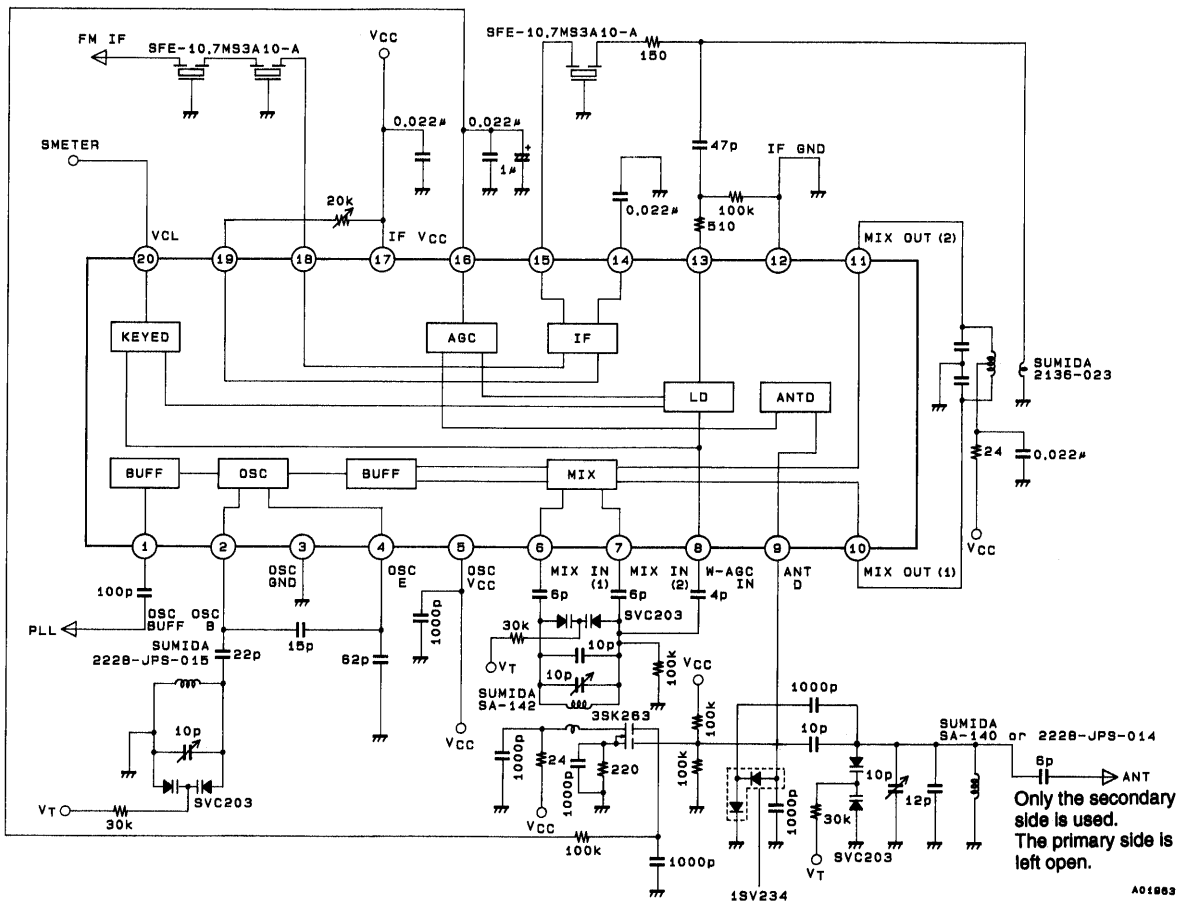 FM IF
SFE-10.7MS3A10-A
VCC
SFE-10.7MS3A10-A
150
SMETER
0.022µ
0.022µ
1µ
+
47p
IF GND
20k
0.022µ
100k
510
VCL
IF VCC
MIX OUT (2)
20
19
18
17
16
15
14
13
12
11
KEYED
AGC
IF
LD
ANTD
SUMIDA
2136-023
24
0.022µ
VCC
BUFF
OSC
BUFF
MIX
1
2
3
4
5
6
7
8
9
10
MIX OUT (1)
100p
OSC BUFF
OSC B
OSC GND
OSC E
OSC VCC
MIX IN (1)
MIX IN (2)
W-AGC IN
ANT D
PLL
SUMIDA
2228-JPS-015
22p
15p
62p
1000p
VCC
6p
6p
4p
SVC203
30k
VT
10p
10p
100k
SUMIDA
SA-142
10p
SVC203
VT
30k
3SK263
1000p
24
VCC
1000p
220
100k
1000p
VCC
100k
100k
1000p
10p
1000p
1SV234
SUMIDA
SA-140 or 2228-JPS-014
10p
30k
VT
SVC203
12p
6p
ANT
Only the secondary
side is used.
The primary side is
left open.
A01963